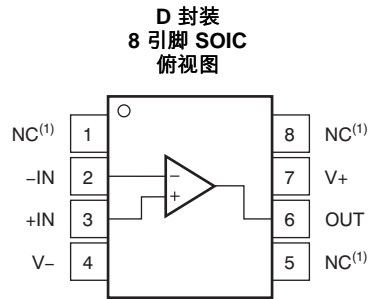 D 封装
8 引脚 SOIC
俯视图
NC(1) 1 8 NC(1)
−IN 2 − 7 V+
+IN 3 + 6 OUT
V− 4 5 NC(1)